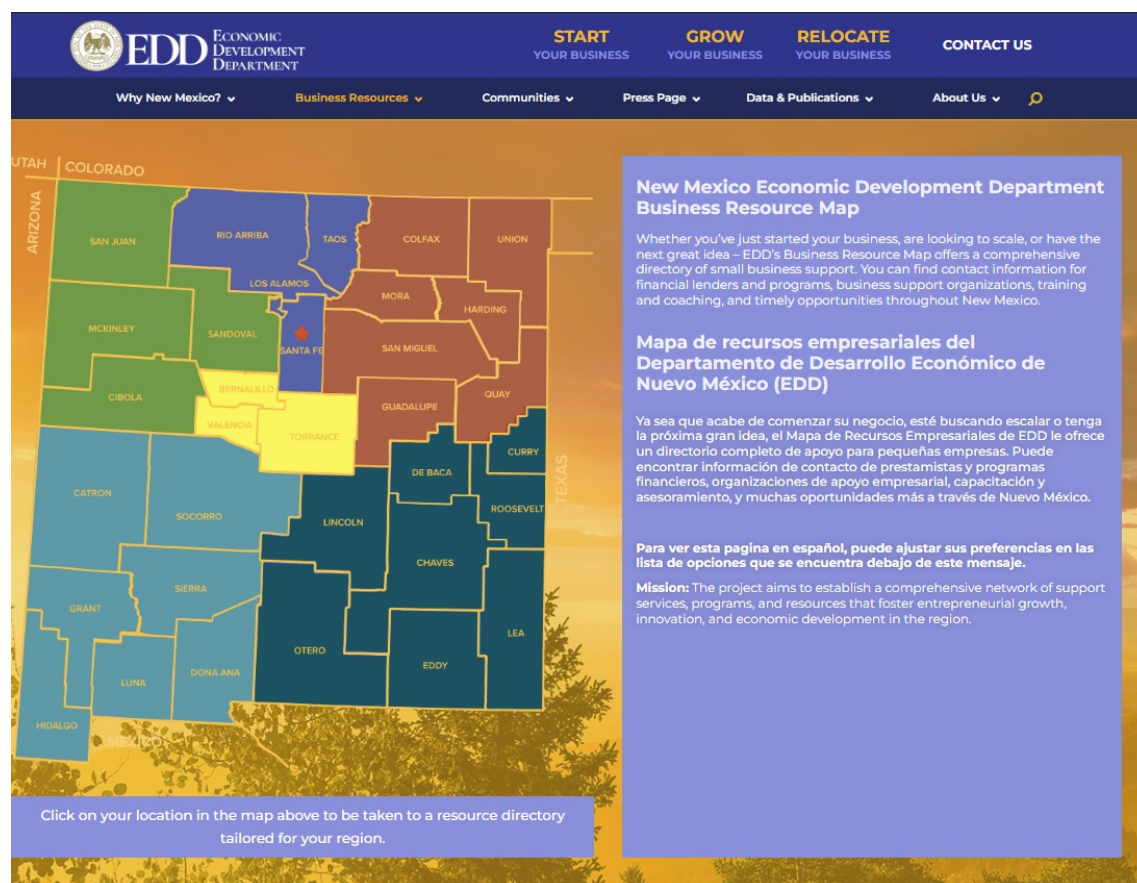 EDD ECONOMIC
DEVELOPMENT
DEPARTMENT
START
YOUR BUSINESS
GROW
YOUR BUSINESS
RELOCATE
YOUR BUSINESS
CONTACT US
Why New Mexico?
Business Resources
Communities
Press Page
Data & Publications
About Us
UTAH
COLORADO
ARIZONA
SAN JUAN
RIO ARRIBA
TAOS
COLFAX
UNION
LOS ALAMOS
MORA
HARDING
MCKINLEY
SANDOVAL
SANTA FE
SAN MIGUEL
CIBOLA
BERNALILLO
VALENCIA
TORRANCE
GUADALUPE
QUAY
CURRY
DE BACA
TEXAS
CATRON
SOCORRO
LINCOLN
ROOSEVELT
CHAVES
SIERRA
GRANT
LEA
OTERO
EDDY
LUNA
DONA ANA
HIDALGO
MEXICO
Click on your location in the map above to be taken to a resource directory
tailored for your region.
New Mexico Economic Development Department
Business Resource Map
Whether you've just started your business, are looking to scale, or have the
next great idea – EDD's Business Resource Map offers a comprehensive
directory of small business support. You can find contact information for
financial lenders and programs, business support organizations, training
and coaching, and timely opportunities throughout New Mexico.
Mapa de recursos empresariales del
Departamento de Desarrollo Económico de
Nuevo México (EDD)
Ya sea que acabe de comenzar su negocio, esté buscando escalar o tenga
la próxima gran idea, el Mapa de Recursos Empresariales de EDD le ofrece
un directorio completo de apoyo para pequeñas empresas. Puede
encontrar información de contacto de prestamistas y programas
financieros, organizaciones de apoyo empresarial, capacitación y
asesoramiento, y muchas oportunidades más a través de Nuevo México.
Para ver esta pagina en español, puede ajustar sus preferencias en las
lista de opciones que se encuentra debajo de este mensaje.
Mission: The project aims to establish a comprehensive network of support
services, programs, and resources that foster entrepreneurial growth,
innovation, and economic development in the region.